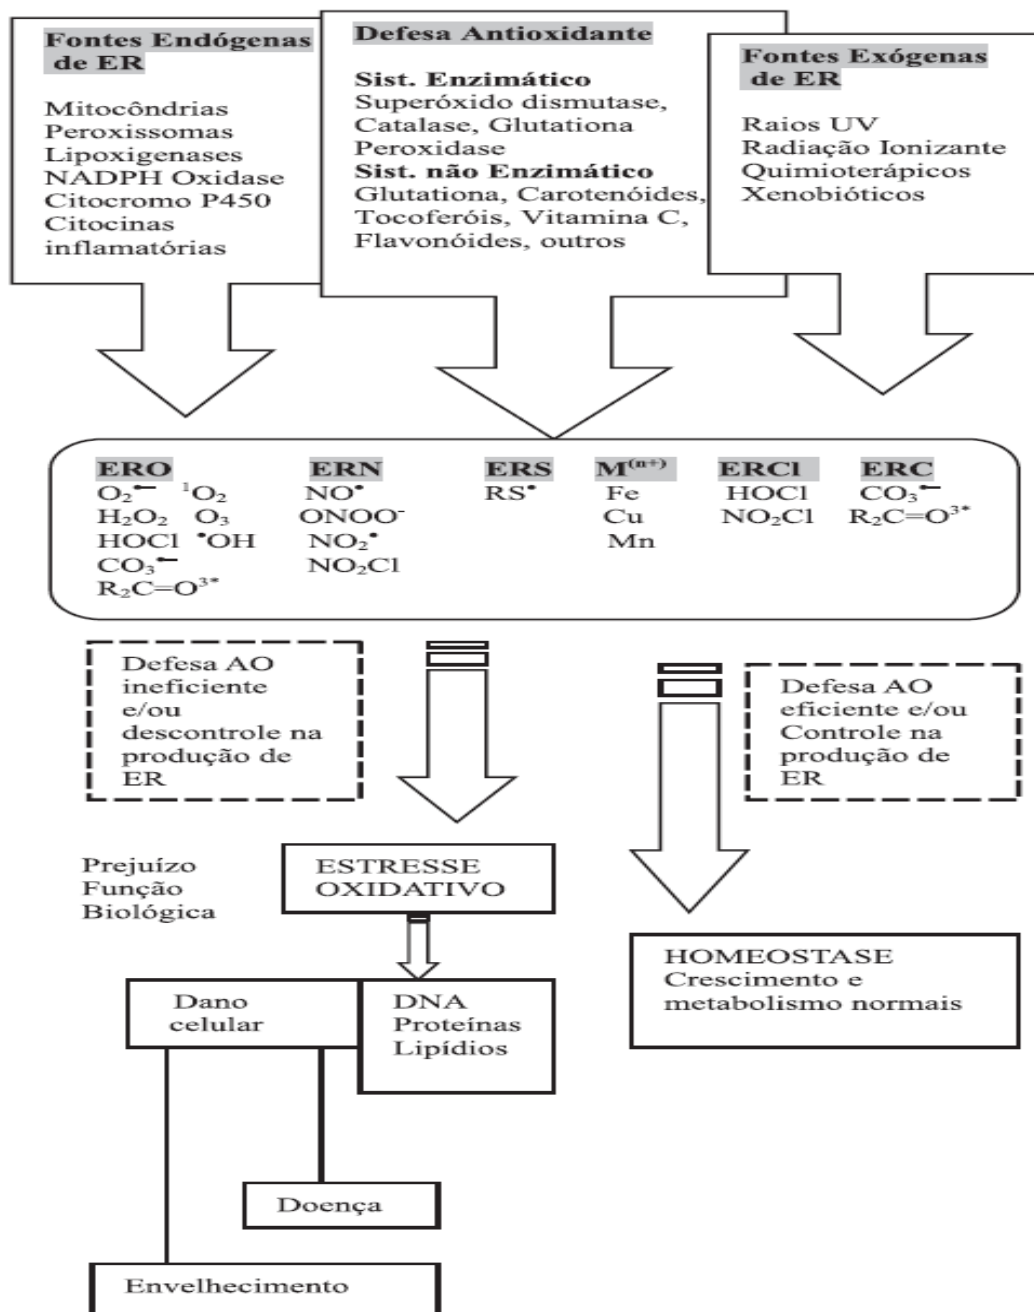 Fontes Endógenas
de ER
Mitocôndrias
Peroxissomas
Lipoxigenases
NADPH Oxidase
Citocromo P450
Citocinas
inflamatórias
Defesa Antioxidante
Sist. Enzimático
Superóxido dismutase,
Catalase, Glutationa
Peroxidase
Sist. não Enzimático
Glutationa, Carotenóides,
Tocoferóis, Vitamina C,
Flavonóides, outros
Fontes Exógenas
de ER
Raios UV
Radiação Ionizante
Quimioterápicos
Xenobióticos
ERO
O₂•⁻ ¹O₂
H₂O₂ O₃
HOCl •OH
CO₃•⁻
R₂C=O³*
ERN
NO•
ONOO⁻
NO₂•
NO₂Cl
ERS
RS•
M⁽ⁿ⁺⁾
Fe
Cu
Mn
ERCl
HOCl
NO₂Cl
ERC
CO₃•⁻
R₂C=O³*
Defesa AO
ineficiente
e/ou
descontrole na
produção de
ER
Defesa AO
eficiente e/ou
Controle na
produção de
ER
Prejuízo
Função
Biológica
ESTRESSE
OXIDATIVO
Dano
celular
DNA
Proteínas
Lipídios
HOMEOSTASE
Crescimento e
metabolismo normais
Doença
Envelhecimento